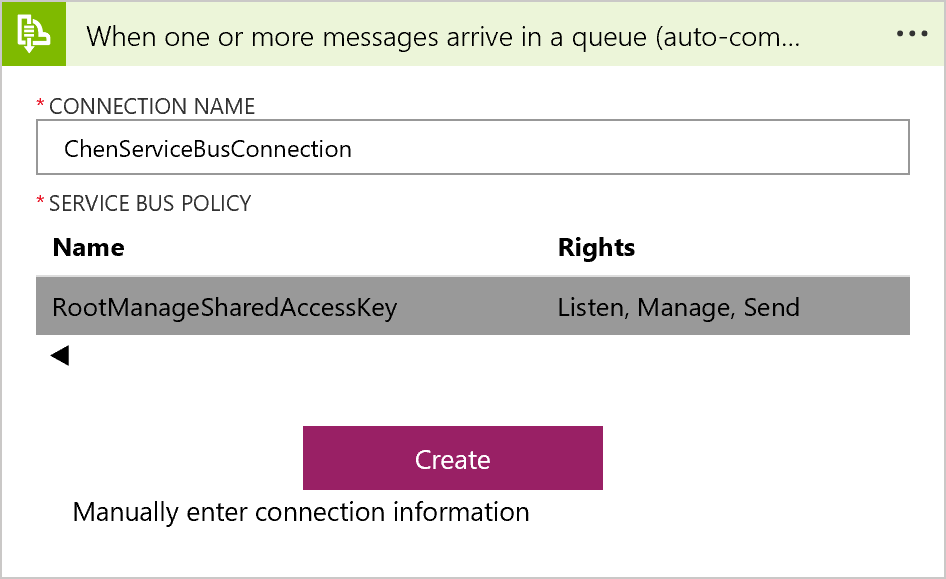 When one or more messages arrive in a queue (auto-com...
* CONNECTION NAME
ChenServiceBusConnection
* SERVICE BUS POLICY
Name Rights
RootManageSharedAccessKey Listen, Manage, Send
Create
Manually enter connection information